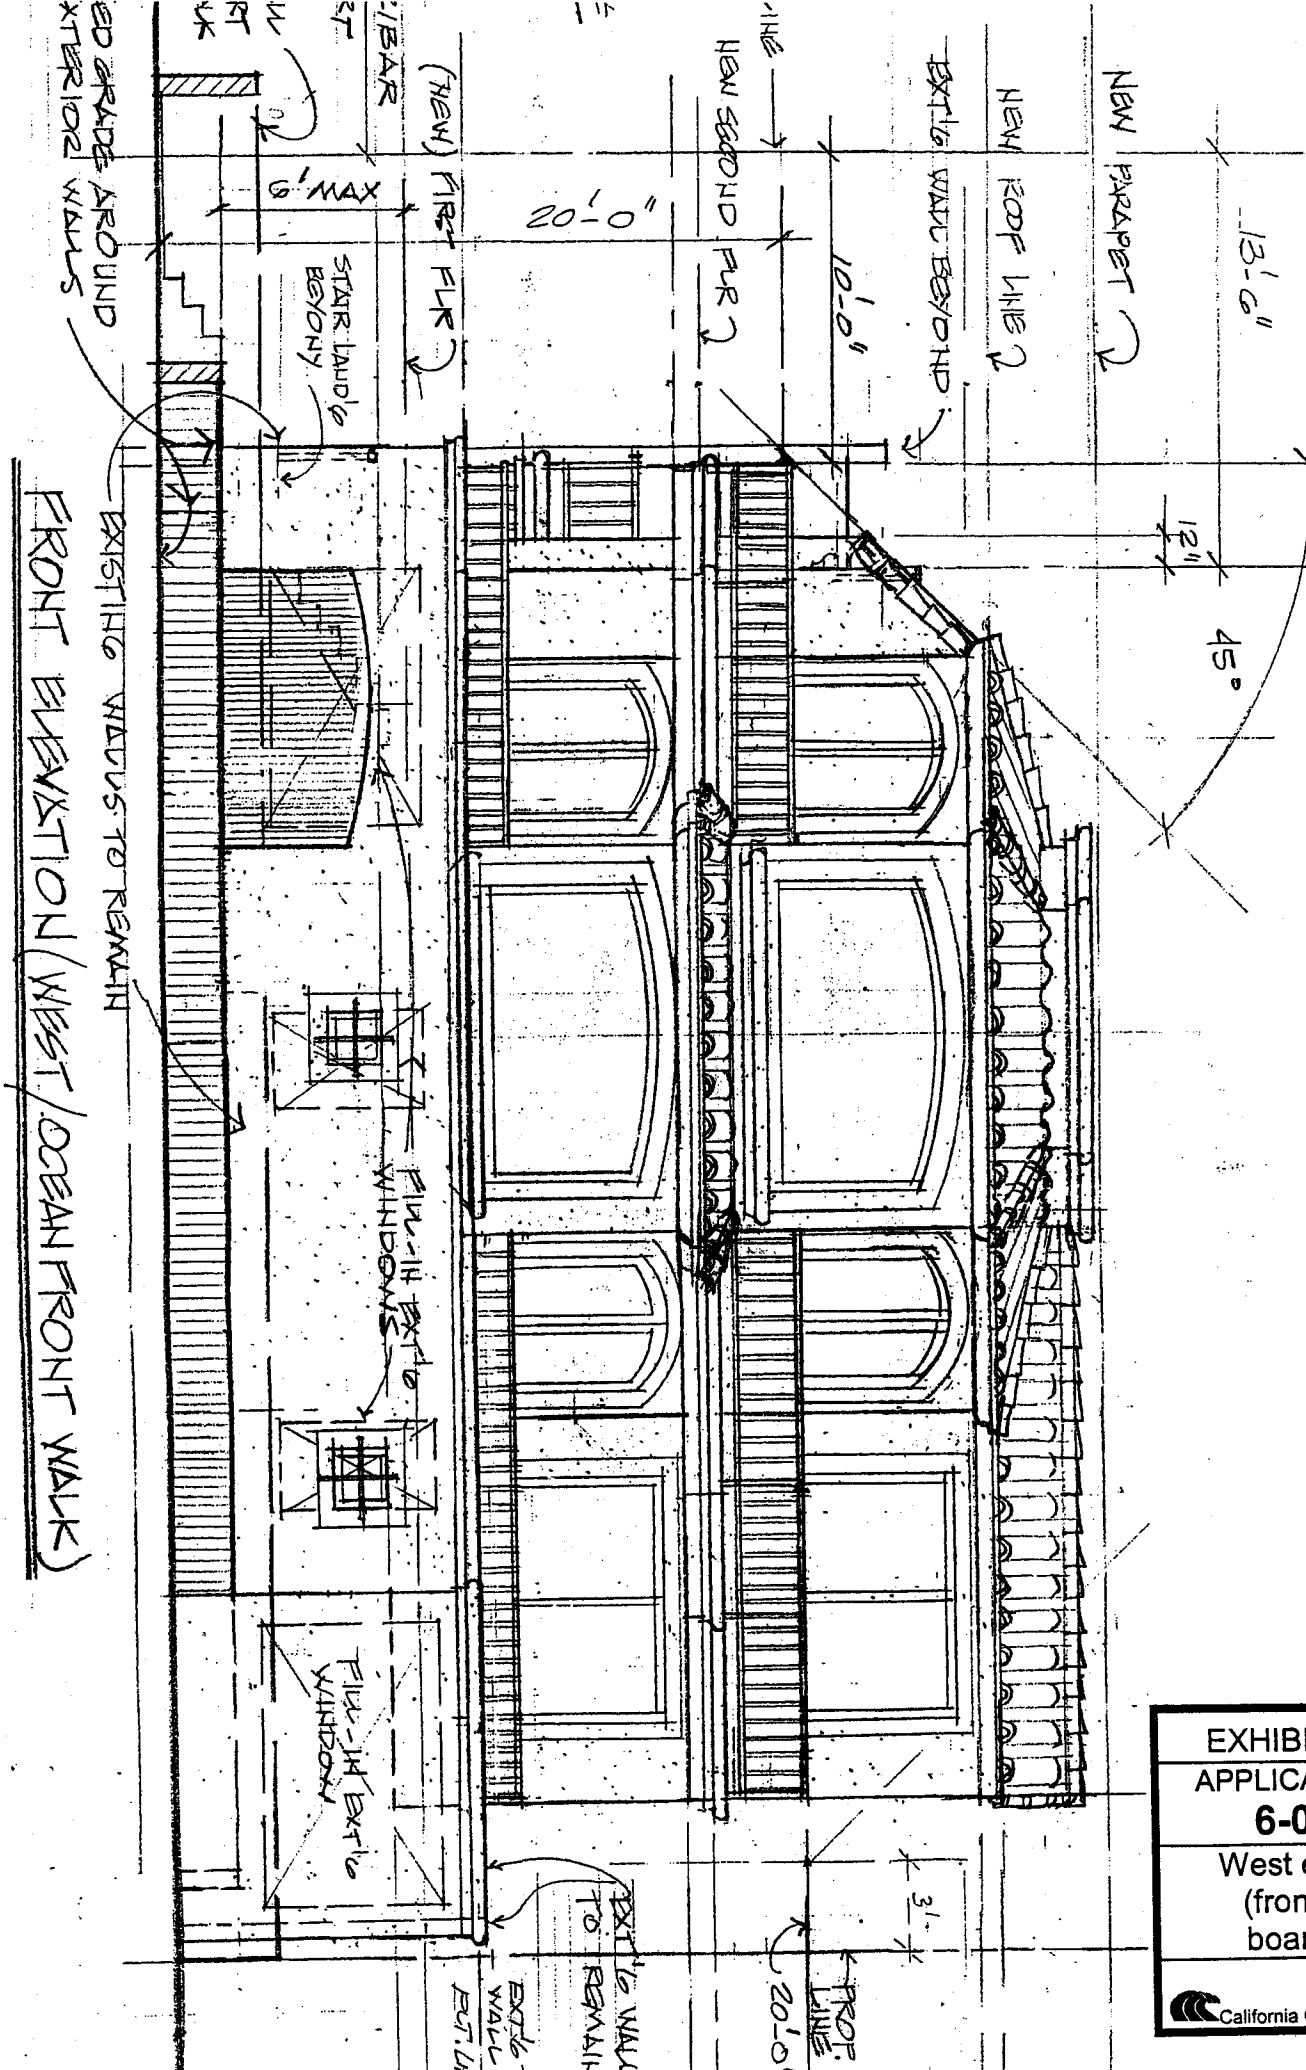 13'-6"
NEW PARAPET
NEW ROOF LINE
EXT'G WALL BEYOND
10'-0"
12"
45°
NEW SECOND FLR
20'-0"
(NEW) FIRST FLR
6' MAX
STAIR LAND'G
BEYOND
GRADE AROUND
EXTERIOR WALLS
EXISTING WALLS TO REMAIN
FILL-IN EXT'G
WINDOWS
FILL-IN EXT'G
WINDOW
3'-
PROP.
LINE
20'-0"
EXT'G WALL
TO REMAIN
EXT'G
WALL
FRONT ELEVATION (WEST/OCEAN FRONT WALK)
EXHIBI
APPLICA
6-0
West e
(fron
boar
California